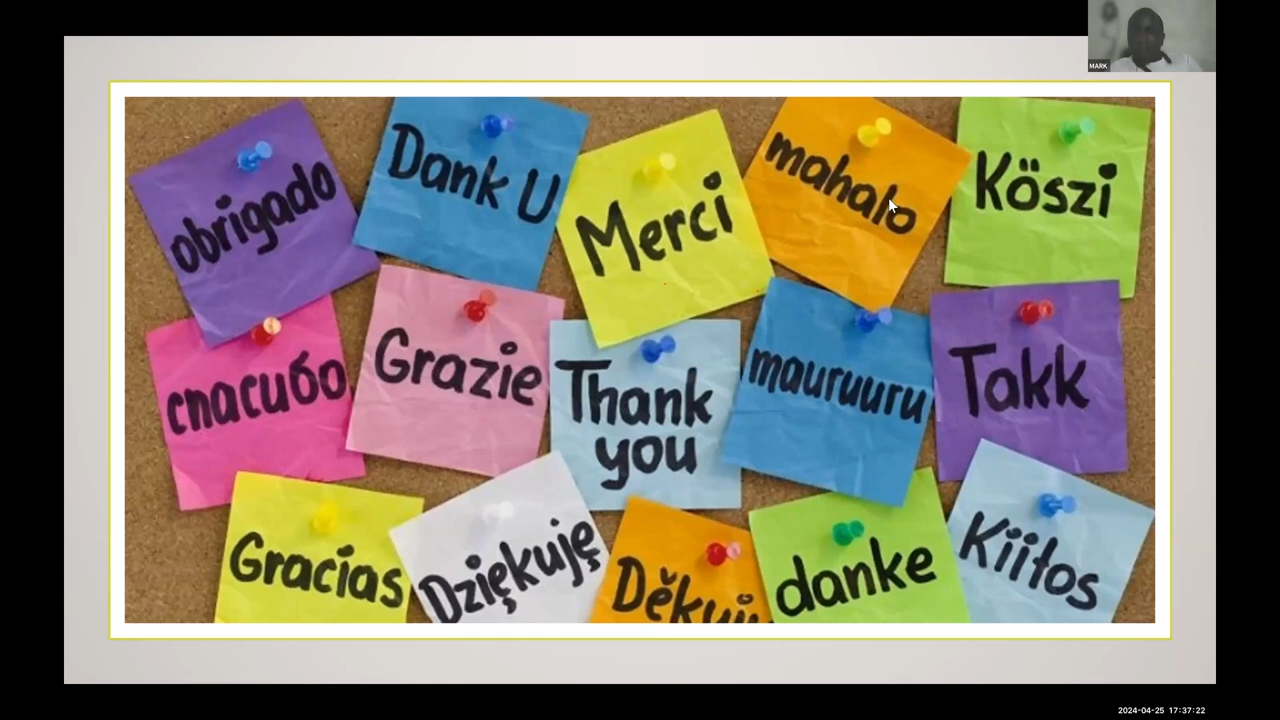 MARK
obrigado
Dank U
Merci
mahalo
Köszi
спасибо
Grazie
Thank
you
mauruuru
Takk
Gracias
Dziękuję
danke
Kiitos
2024-04-25 17:37:22